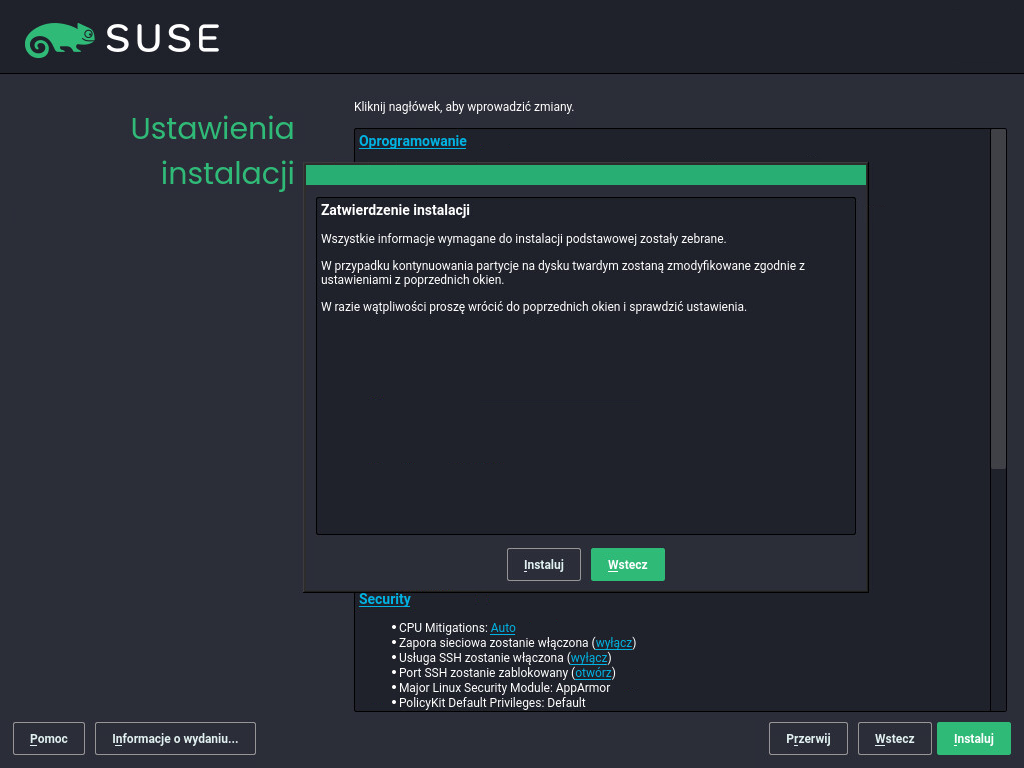 SUSE
Ustawienia
instalacji
Kliknij nagłówek, aby wprowadzić zmiany.
Oprogramowanie
Zatwierdzenie instalacji
Wszystkie informacje wymagane do instalacji podstawowej zostały zebrane.
W przypadku kontynuowania partycje na dysku twardym zostaną zmodyfikowane zgodnie z
ustawieniami z poprzednich okien.
W razie wątpliwości proszę wrócić do poprzednich okien i sprawdzić ustawienia.
Instaluj Wstecz
Security
• CPU Mitigations: Auto
• Zapora sieciowa zostanie włączona (wyłącz)
• Usługa SSH zostanie włączona (wyłącz)
• Port SSH zostanie zablokowany (otwórz)
• Major Linux Security Module: AppArmor
• PolicyKit Default Privileges: Default
Pomoc Informacje o wydaniu... Przerwij Wstecz Instaluj